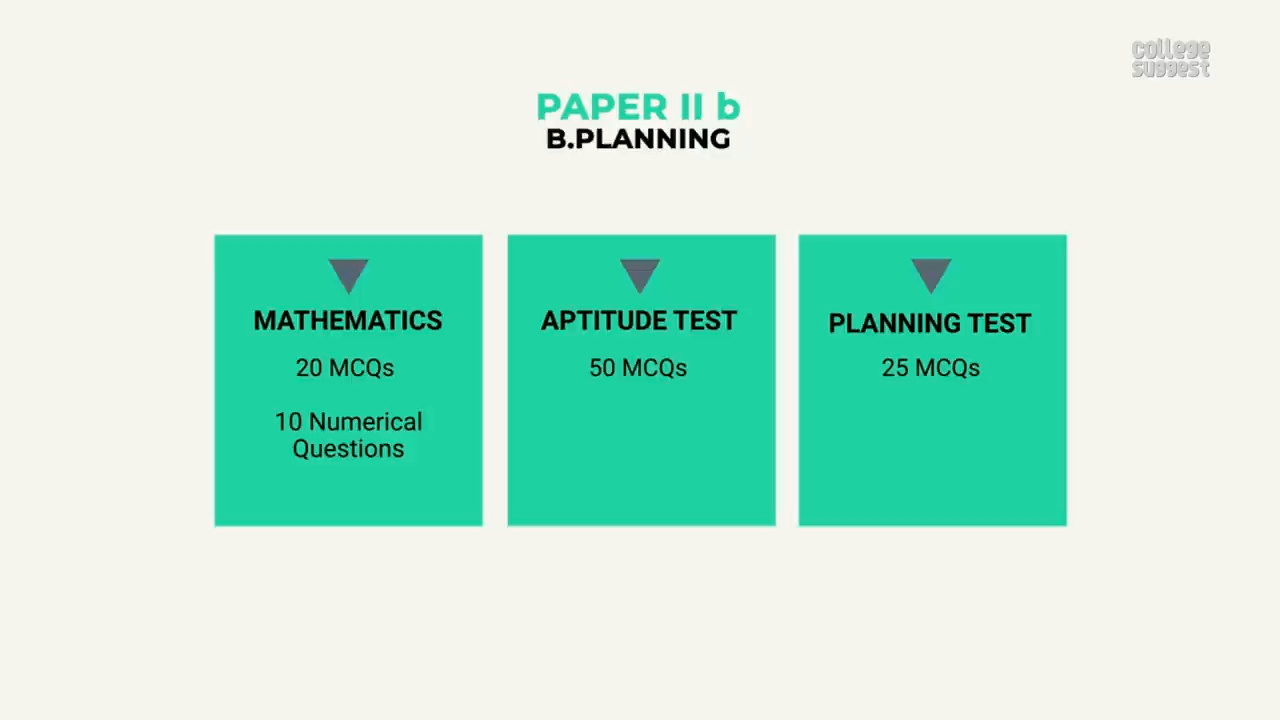 college
suggest
PAPER II b
B.PLANNING
MATHEMATICS
20 MCQs
10 Numerical
Questions
APTITUDE TEST
50 MCQs
PLANNING TEST
25 MCQs